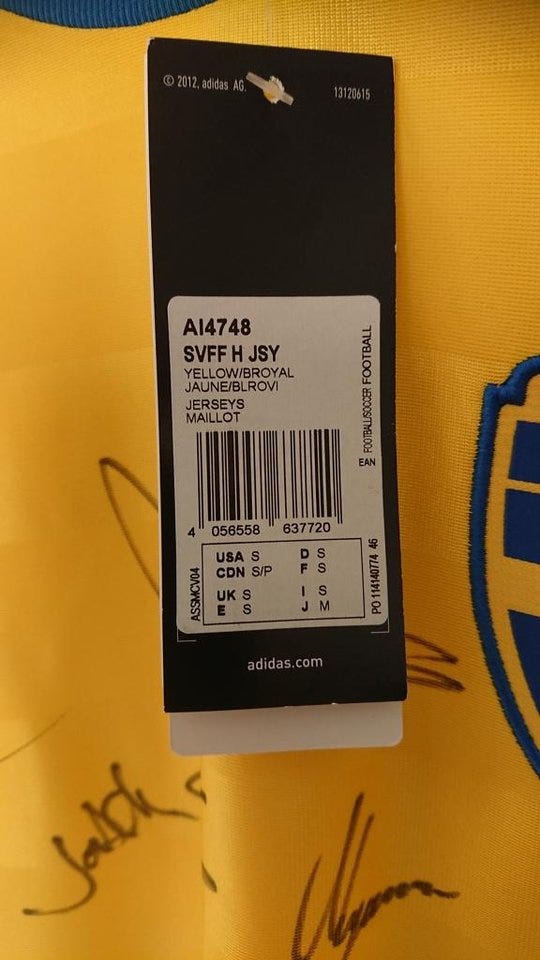 © 2012, adidas AG.
13120615
AI4748
SVFF H JSY
YELLOW/BROYAL
JAUNE/BLROVI
JERSEYS
MAILLOT
FOOTBALL/SOCCER FOOTBALL
EAN
4 056558 637720
ASSMCV04
USA S D S
CDN S/P F S
UK S I S
E S J M
PO 114140774 46
adidas.com